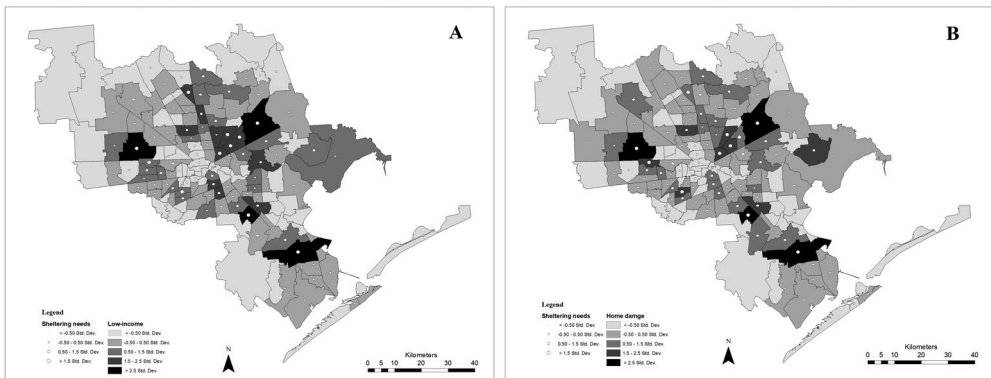 A
Legend
Sheltering needs
< -0.50 Std. Dev.
-0.50 - 0.50 Std. Dev.
0.50 - 1.5 Std. Dev.
> 1.5 Std. Dev.
Low-income
< -0.50 Std. Dev.
-0.50 - 0.50 Std. Dev.
0.50 - 1.5 Std. Dev.
1.5 - 2.5 Std. Dev.
> 2.5 Std. Dev.
N
Kilometers
0 5 10 20 30 40
B
Legend
Sheltering needs
< -0.50 Std. Dev.
-0.50 - 0.50 Std. Dev.
0.50 - 1.5 Std. Dev.
> 1.5 Std. Dev.
Home damge
< -0.50 Std. Dev.
-0.50 - 0.50 Std. Dev.
0.50 - 1.5 Std. Dev.
1.5 - 2.5 Std. Dev.
> 2.5 Std. Dev.
N
Kilometers
0 5 10 20 30 40